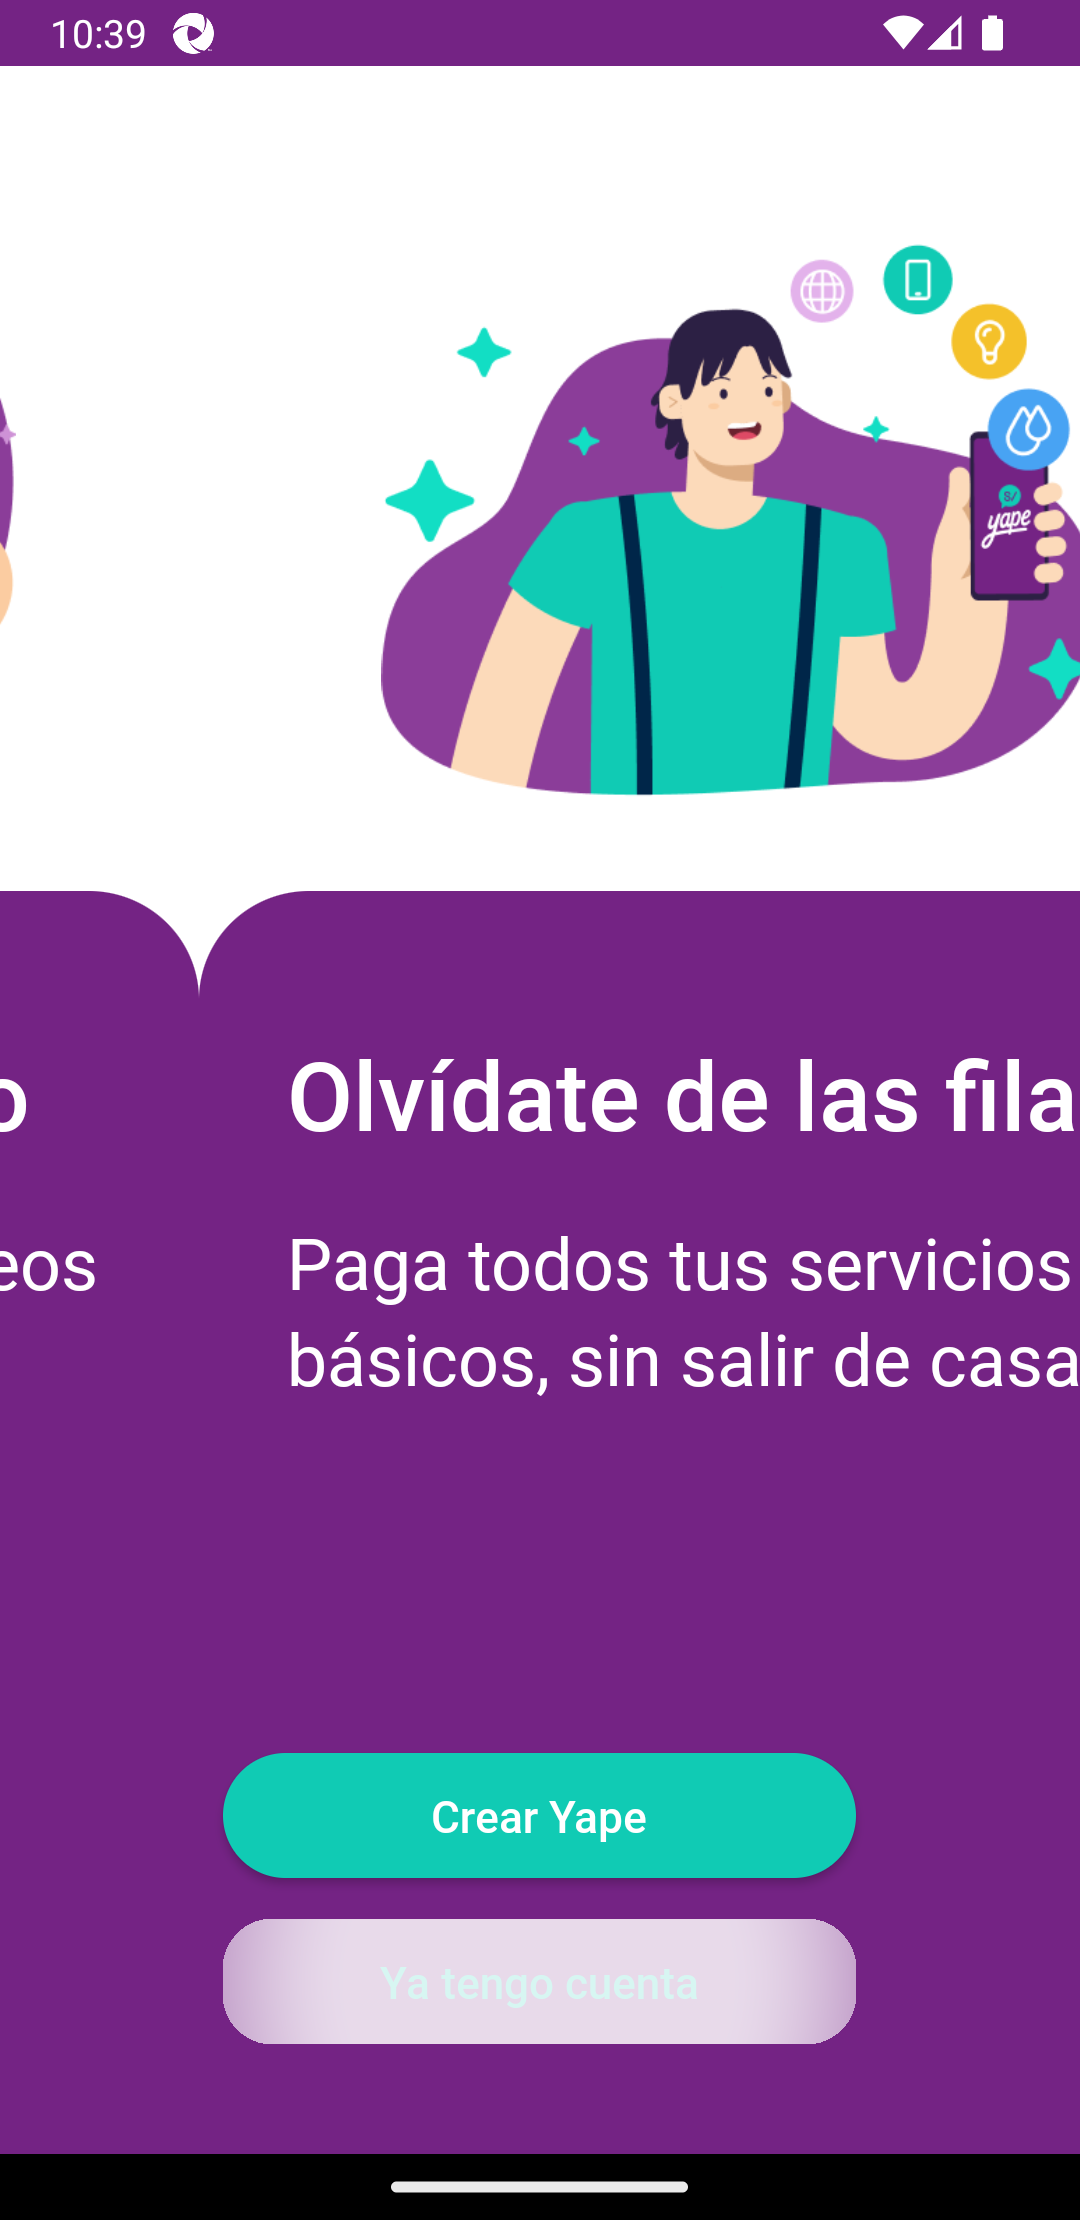 10:39
S/
yape
o
Olvídate de las fila
eos
Paga todos tus servicios
básicos, sin salir de casa
Crear Yape
Ya tengo cuenta